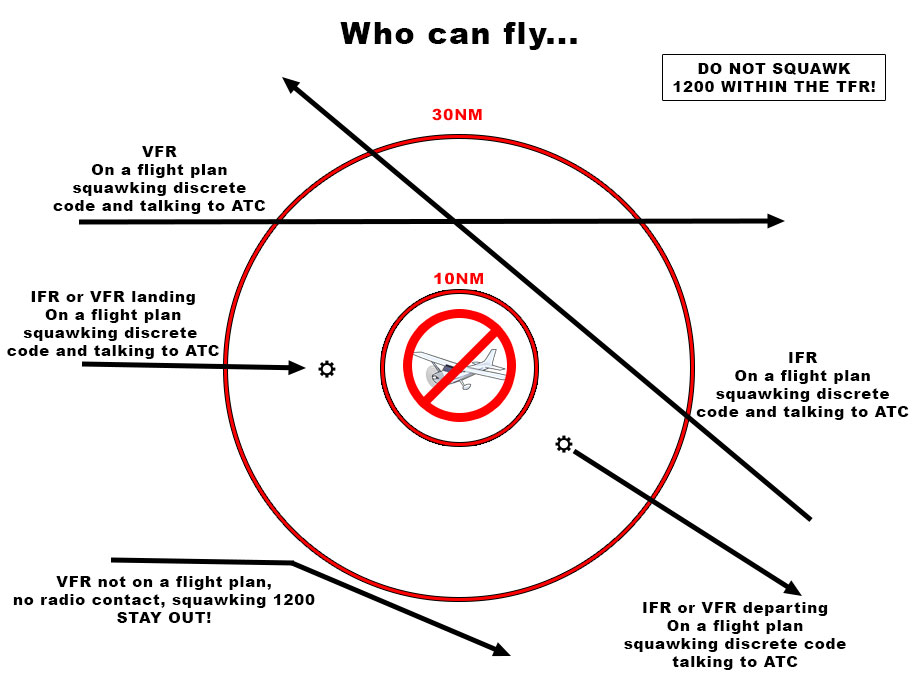 Who can fly...
DO NOT SQUAWK
1200 WITHIN THE TFR!
30NM
VFR
On a flight plan
squawking discrete
code and talking to ATC
10NM
IFR or VFR landing
On a flight plan
squawking discrete
code and talking to ATC
IFR
On a flight plan
squawking discrete
code and talking to ATC
VFR not on a flight plan,
no radio contact, squawking 1200
STAY OUT!
IFR or VFR departing
On a flight plan
squawking discrete code
talking to ATC